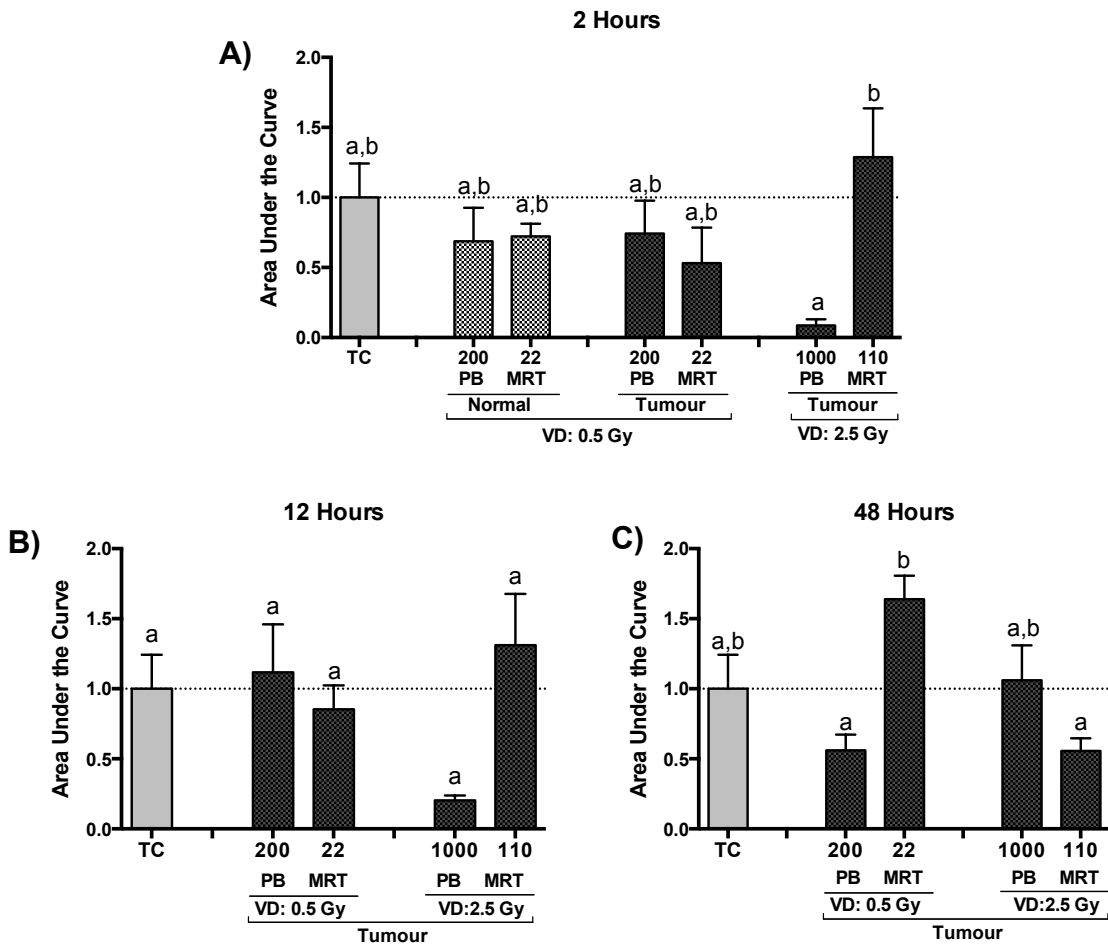 2 Hours
A)
Area Under the Curve
2.0
1.5
1.0
0.5
0.0
a,b
a,b
a,b
a,b
a,b
a
b
TC
200
22
200
22
1000
110
PB
MRT
PB
MRT
PB
MRT
Normal
Tumour
Tumour
VD: 0.5 Gy
VD: 2.5 Gy
12 Hours
B)
Area Under the Curve
2.0
1.5
1.0
0.5
0.0
a
a
a
a
a
TC
200
22
1000
110
PB
MRT
PB
MRT
VD: 0.5 Gy
VD:2.5 Gy
Tumour
48 Hours
C)
Area Under the Curve
2.0
1.5
1.0
0.5
0.0
a,b
a
b
a,b
a
TC
200
22
1000
110
PB
MRT
PB
MRT
VD: 0.5 Gy
VD:2.5 Gy
Tumour